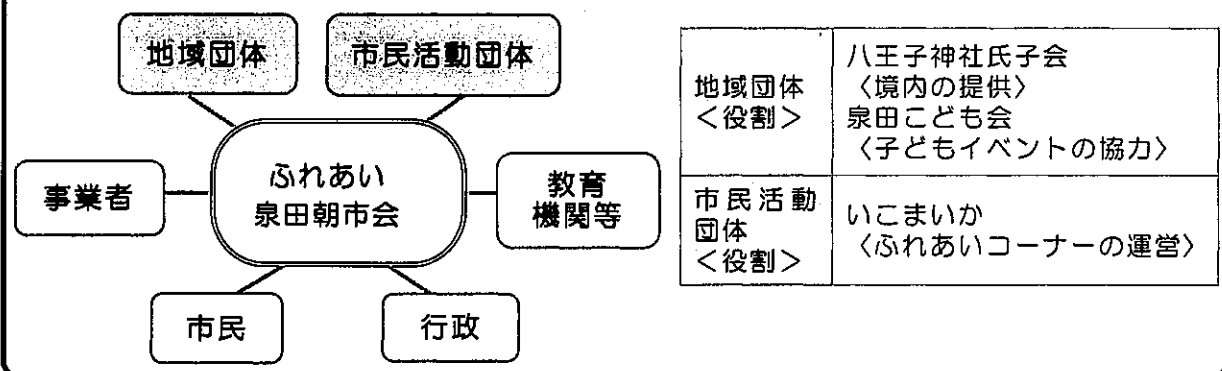 地域団体
市民活動団体
事業者
ふれあい
泉田朝市会
教育
機関等
市民
行政
地域団体
<役割>
八王子神社氏子会
〈境内の提供〉
泉田こども会
〈子どもイベントの協力〉
市民活動
団体
<役割>
いこまいか
〈ふれあいコーナーの運営〉